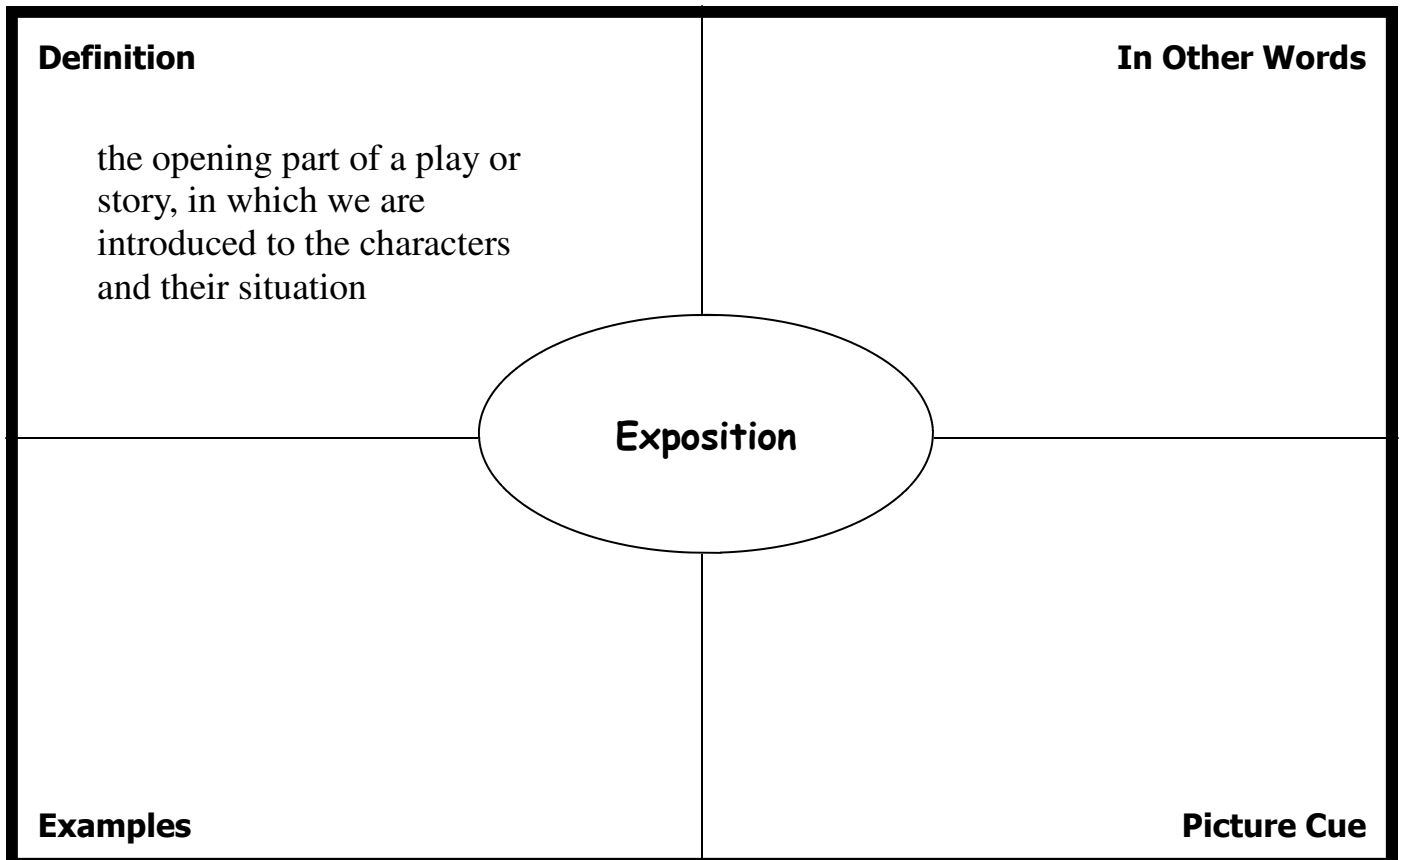 Definition
In Other Words
the opening part of a play or
story, in which we are
introduced to the characters
and their situation
Exposition
Examples
Picture Cue